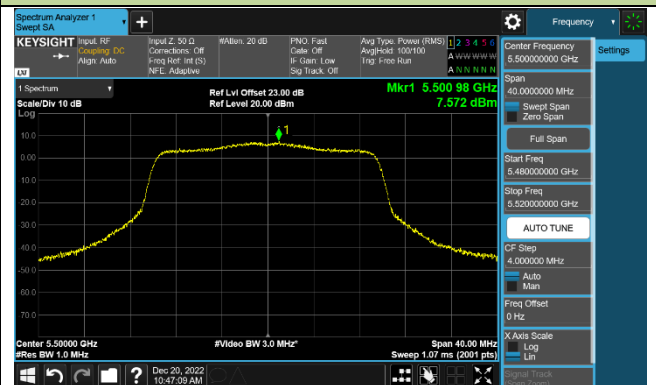 Spectrum Analyzer 1
Swept SA
Frequency
KEYSIGHT
Input: RF
Coupling: DC
Align: Auto
Input Z: 50 Ω
Corrections: Off
Freq Ref: Int (S)
NFE: Adaptive
#Atten: 20 dB
PNO: Fast
Gate: Off
IF Gain: Low
Sig Track: Off
Avg Type: Power (RMS)
Avg|Hold: 100/100
Trig: Free Run
1 2 3 4 5 6
A W W W W W
A N N N N N
LXI
1 Spectrum
Scale/Div 10 dB
Log
Ref Lvl Offset 23.00 dB
Ref Level 20.00 dBm
Mkr1 5.500 98 GHz
7.572 dBm
1
10.0
0.00
-10.0
-20.0
-30.0
-40.0
-50.0
-60.0
-70.0
Center 5.50000 GHz
#Res BW 1.0 MHz
#Video BW 3.0 MHz*
Span 40.00 MHz
Sweep 1.07 ms (2001 pts)
Dec 20, 2022
10:47:09 AM
Center Frequency
5.500000000 GHz
Settings
Span
40.0000000 MHz
Swept Span
Zero Span
Full Span
Start Freq
5.480000000 GHz
Stop Freq
5.520000000 GHz
AUTO TUNE
CF Step
4.000000 MHz
Auto
Man
Freq Offset
0 Hz
X Axis Scale
Log
Lin
Signal Track
(Span Zoom)